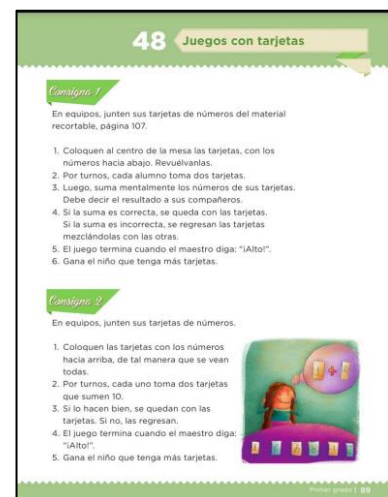 48 Juegos con tarjetas
Consigna 1
En equipos, junten sus tarjetas de números del material
recortable, página 107.
1. Coloquen al centro de la mesa las tarjetas, con los
números hacia abajo. Revuélvanlas.
2. Por turnos, cada alumno toma dos tarjetas.
3. Luego, suma mentalmente los números de sus tarjetas.
Debe decir el resultado a sus compañeros.
4. Si la suma es correcta, se queda con las tarjetas.
Si la suma es incorrecta, se regresan las tarjetas
mezclándolas con las otras.
5. El juego termina cuando el maestro diga: "¡Alto!".
6. Gana el niño que tenga más tarjetas.
Consigna 2
En equipos, junten sus tarjetas de números.
1. Coloquen las tarjetas con los números
hacia arriba, de tal manera que se vean
todas.
2. Por turnos, cada uno toma dos tarjetas
que sumen 10.
3. Si lo hacen bien, se quedan con las
tarjetas. Si no, las regresan.
4. El juego termina cuando el maestro diga:
"¡Alto!".
5. Gana el niño que tenga más tarjetas.
Primer grado | 89